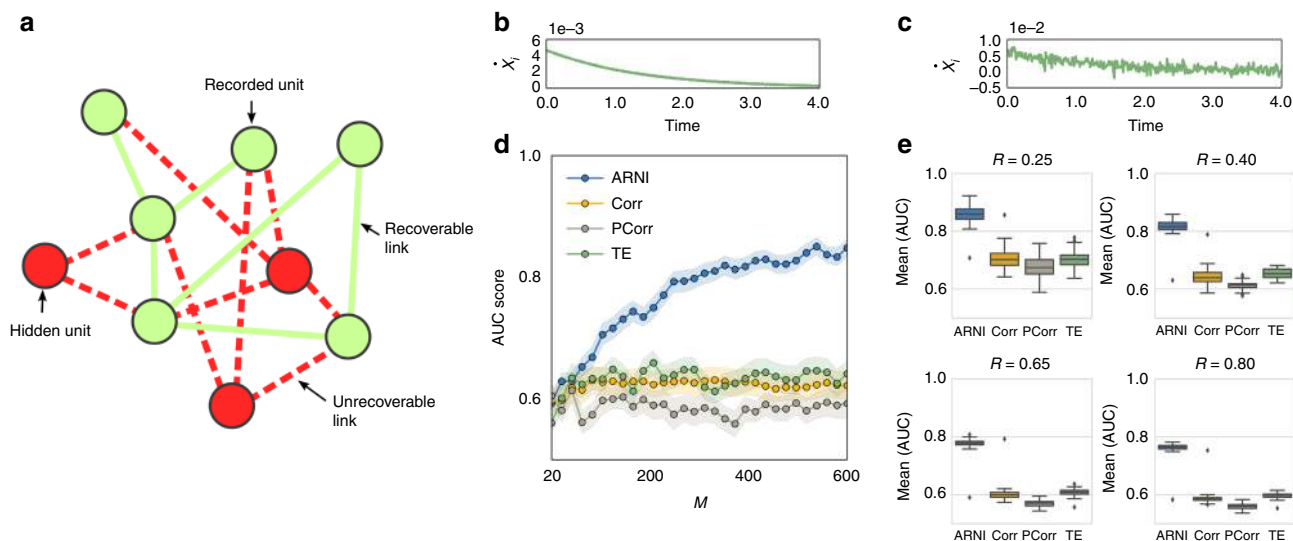 a
Recorded unit
Recoverable
link
Hidden unit
Unrecoverable
link
b
1e–3
6
4
2
0
Ẋi
0.0 1.0 2.0 3.0 4.0
Time
c
1e–2
1.0
0.5
0.0
–0.5
Ẋi
0.0 1.0 2.0 3.0 4.0
Time
d
1.0
0.8
0.6
AUC score
ARNI
Corr
PCorr
TE
20 200 400 600
M
e
R = 0.25
1.0
0.8
0.6
Mean (AUC)
ARNI Corr PCorr TE
R = 0.40
1.0
0.8
0.6
Mean (AUC)
ARNI Corr PCorr TE
R = 0.65
1.0
0.8
0.6
Mean (AUC)
ARNI Corr PCorr TE
R = 0.80
1.0
0.8
0.6
Mean (AUC)
ARNI Corr PCorr TE